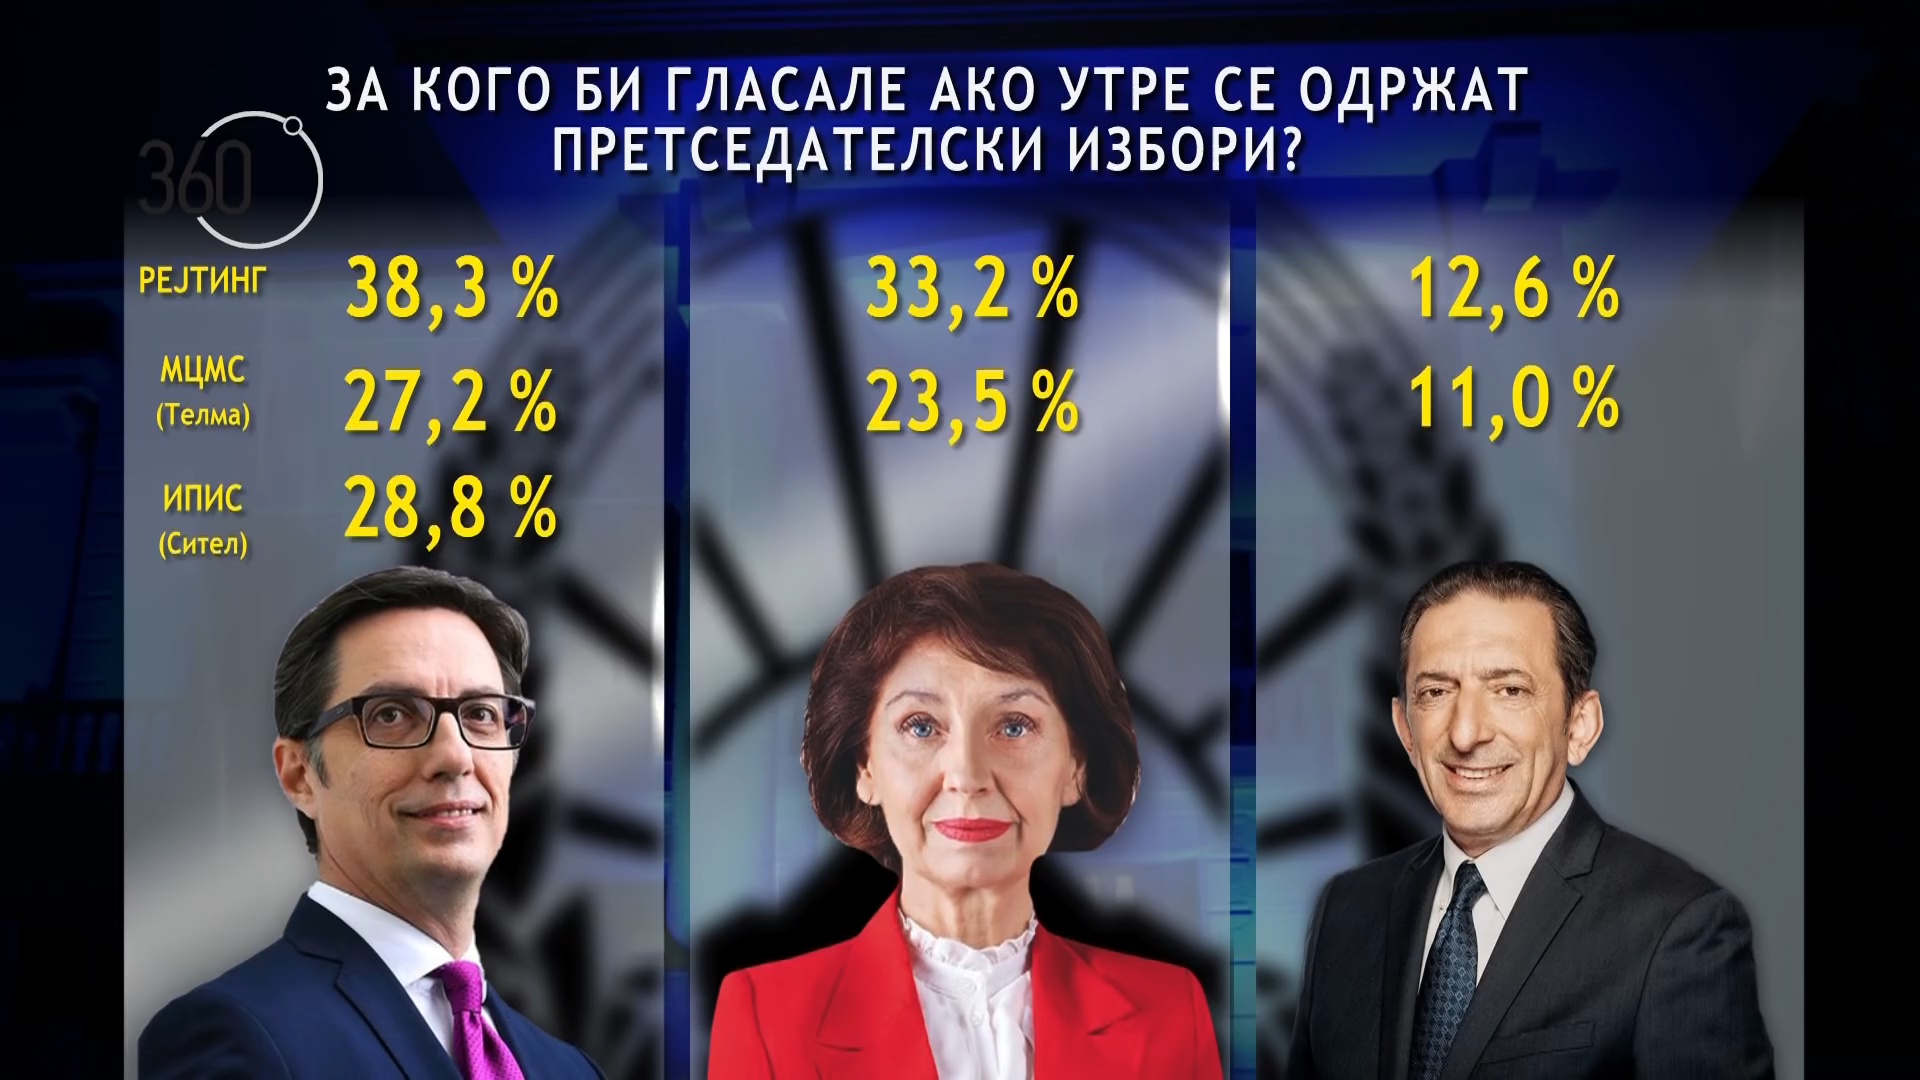 ЗА КОГО БИ ГЛАСАЛЕ АКО УТРЕ СЕ ОДРЖАТ
ПРЕТСЕДАТЕЛСКИ ИЗБОРИ?
360
РЕЈТИНГ 38,3 % 33,2 % 12,6 %
МЦМС
(Телма) 27,2 % 23,5 % 11,0 %
ИПИС
(Сител) 28,8 %